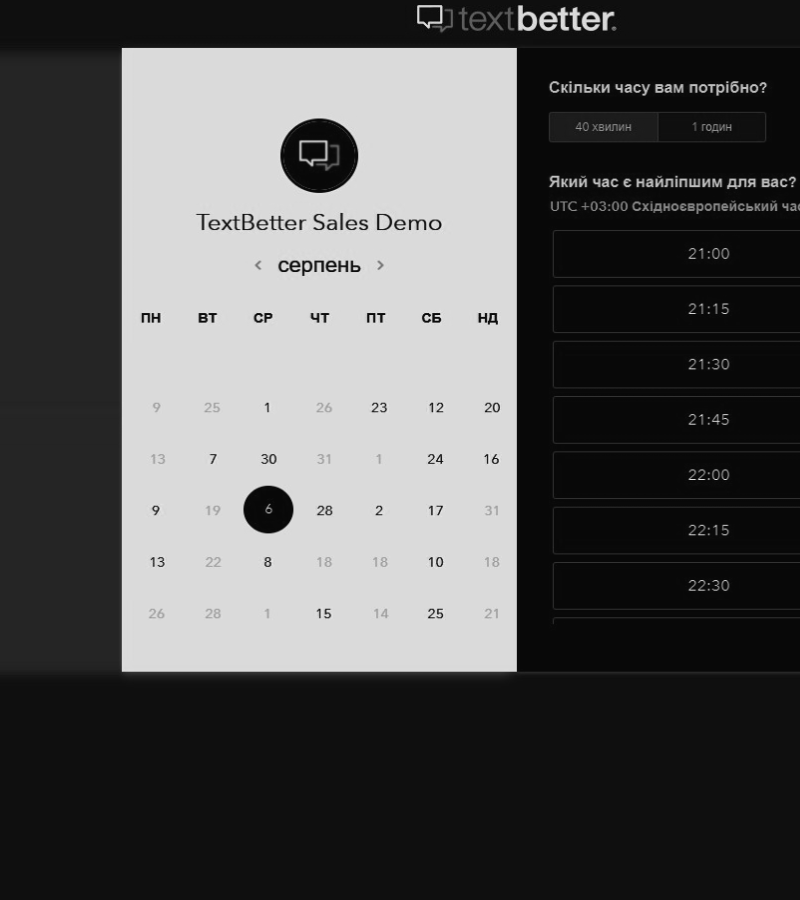 textbetter.
TextBetter Sales Demo
< серпень >
ПН ВТ СР ЧТ ПТ СБ НД
9 25 1 26 23 12 20
13 7 30 31 1 24 16
9 19 6 28 2 17 31
13 22 8 18 18 10 18
26 28 1 15 14 25 21
Скільки часу вам потрібно?
40 хвилин 1 годин
Який час є найліпшим для вас?
UTC +03:00 Східноєвропейський час
21:00
21:15
21:30
21:45
22:00
22:15
22:30